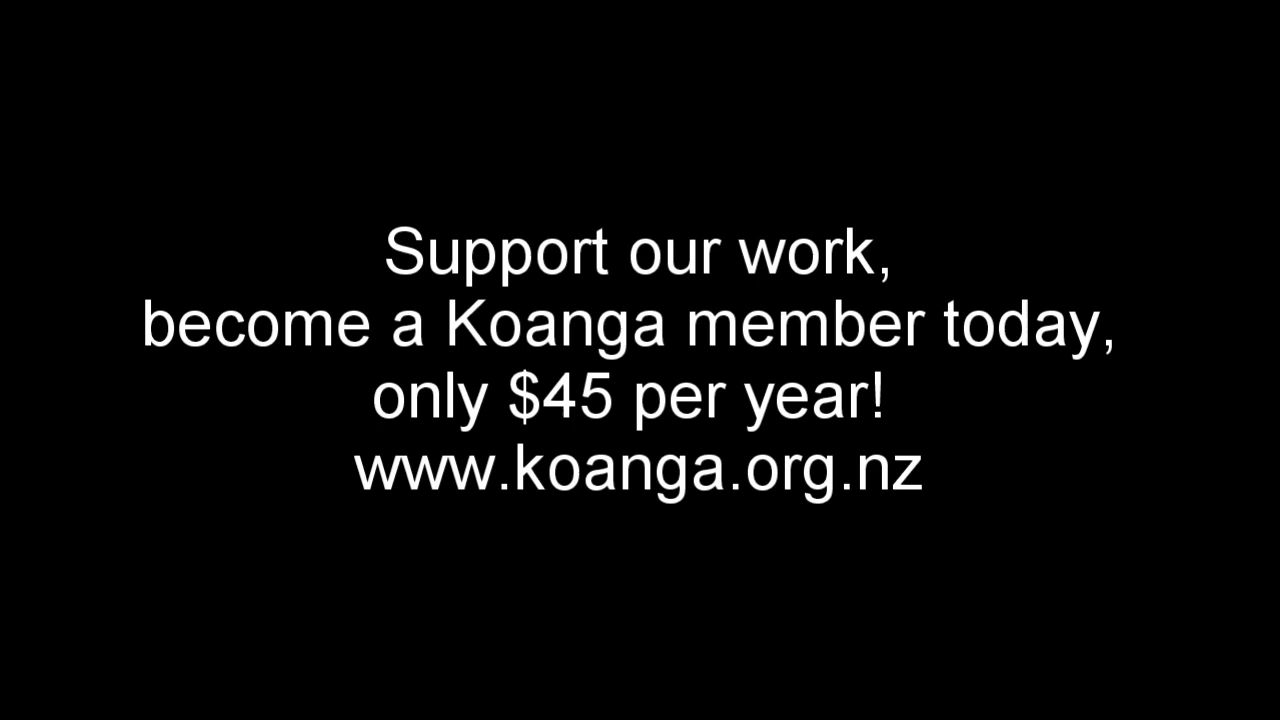 Support our work,
become a Koanga member today,
only $45 per year!
www.koanga.org.nz